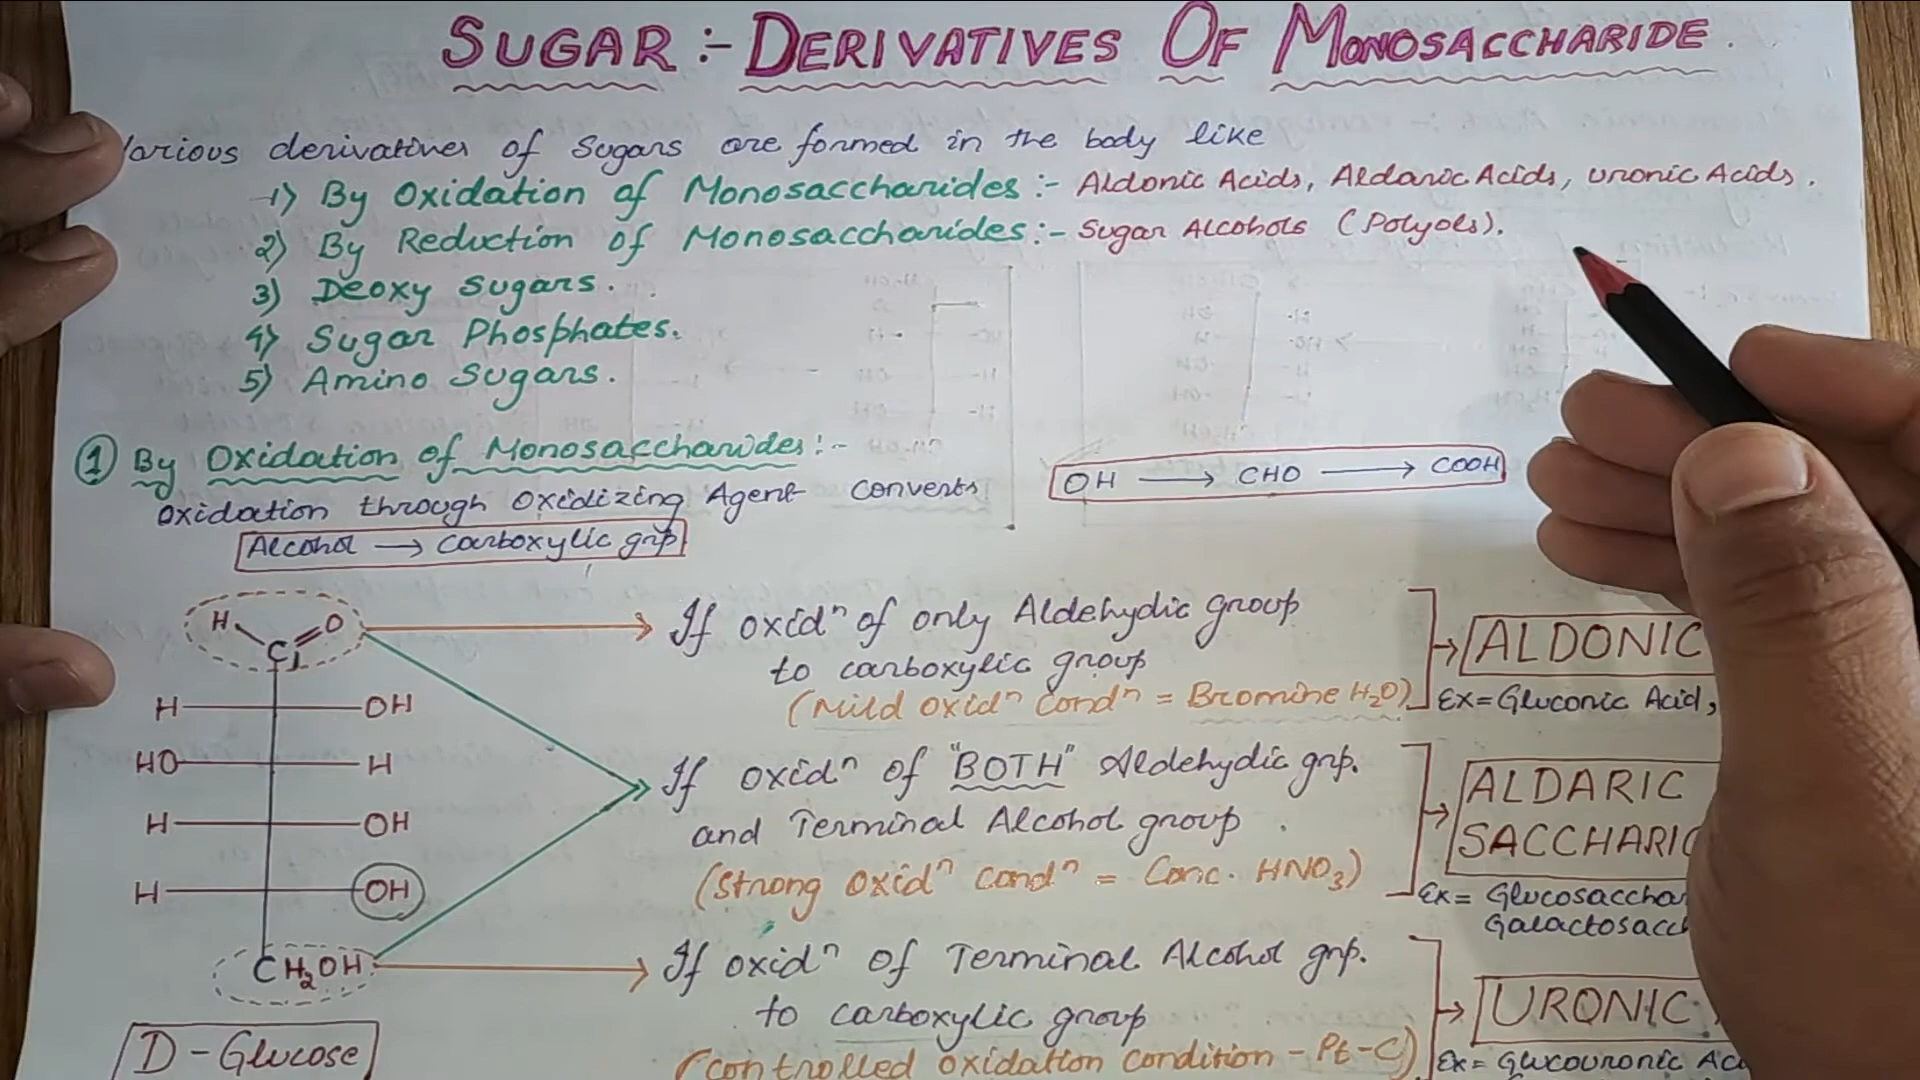 SUGAR :- DERIVATIVES OF MONOSACCHARIDE.
Various derivatives of Sugars are formed in the body like
1) By Oxidation of Monosaccharides :- Aldonic Acids, Aldaric Acids, uronic Acids.
2) By Reduction of Monosaccharides :- Sugar Alcohols (Polyols).
3) Deoxy Sugars.
4) Sugar Phosphates.
5) Amino Sugars.
① By Oxidation of Monosaccharides :-
Oxidation through Oxidizing Agent converts
OH → CHO → COOH
Alcohol → Carboxylic grp
H O
C1
H OH
HO H
H OH
H OH
CH2OH
D-Glucose
If oxidⁿ of only Aldehydic group
to carboxylic group
(Mild oxidⁿ condⁿ = Bromine H2O)
ALDONIC
Ex = Gluconic Acid,
If oxidⁿ of "BOTH" Aldehydic grp.
and Terminal Alcohol group.
(Strong oxidⁿ condⁿ = Conc. HNO3)
ALDARIC
SACCHARIC
Ex = Glucosacchar
Galactosacch
If oxidⁿ of Terminal Alcohol grp.
to carboxylic group
(controlled oxidation condition - Pt-C)
URONIC
Ex = Glucouronic Ac